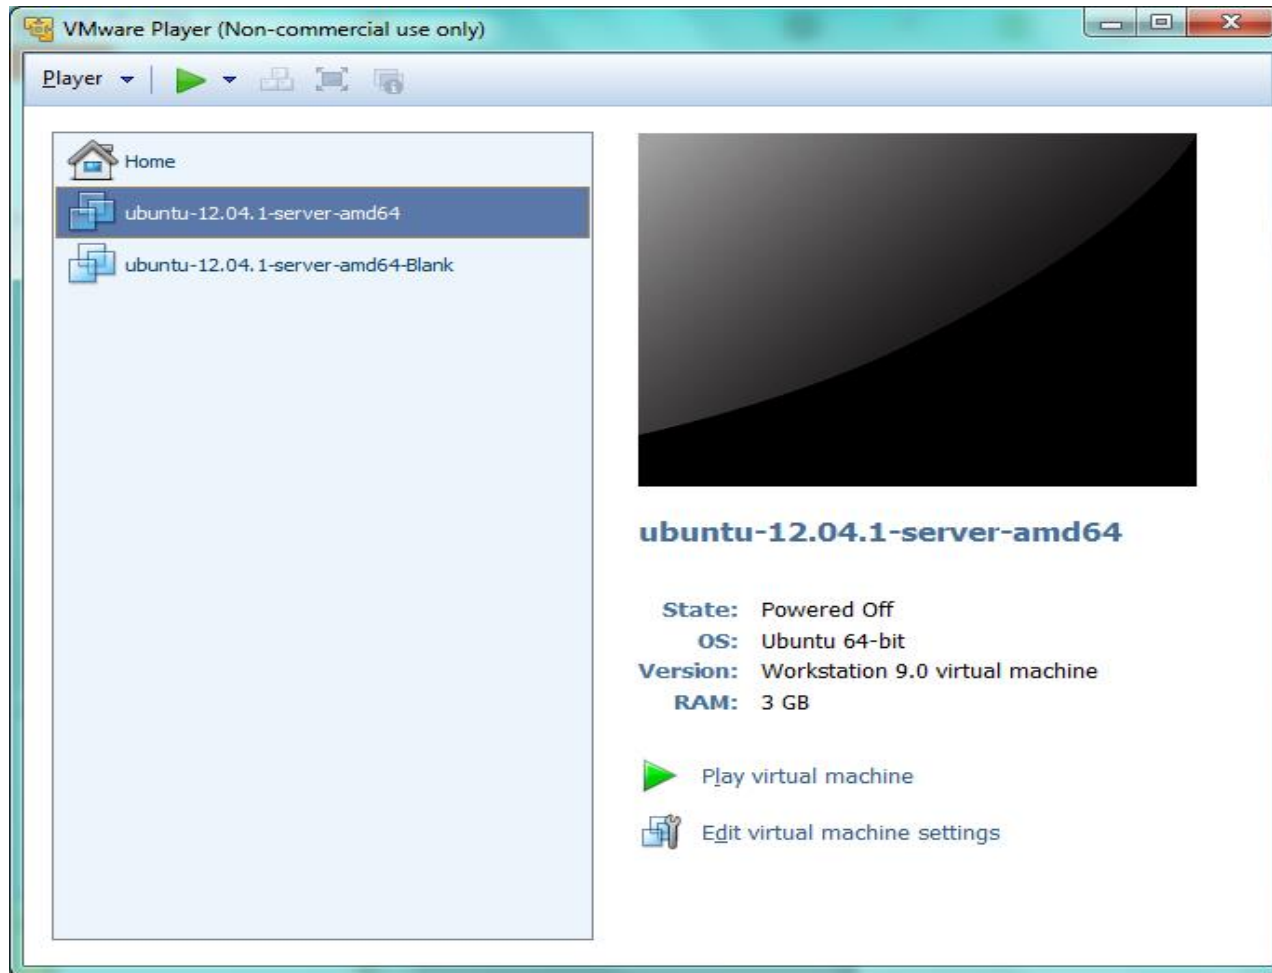 VMware Player (Non-commercial use only)
Player
Home
ubuntu-12.04.1-server-amd64
ubuntu-12.04.1-server-amd64-Blank
ubuntu-12.04.1-server-amd64
State: Powered Off
OS: Ubuntu 64-bit
Version: Workstation 9.0 virtual machine
RAM: 3 GB
Play virtual machine
Edit virtual machine settings